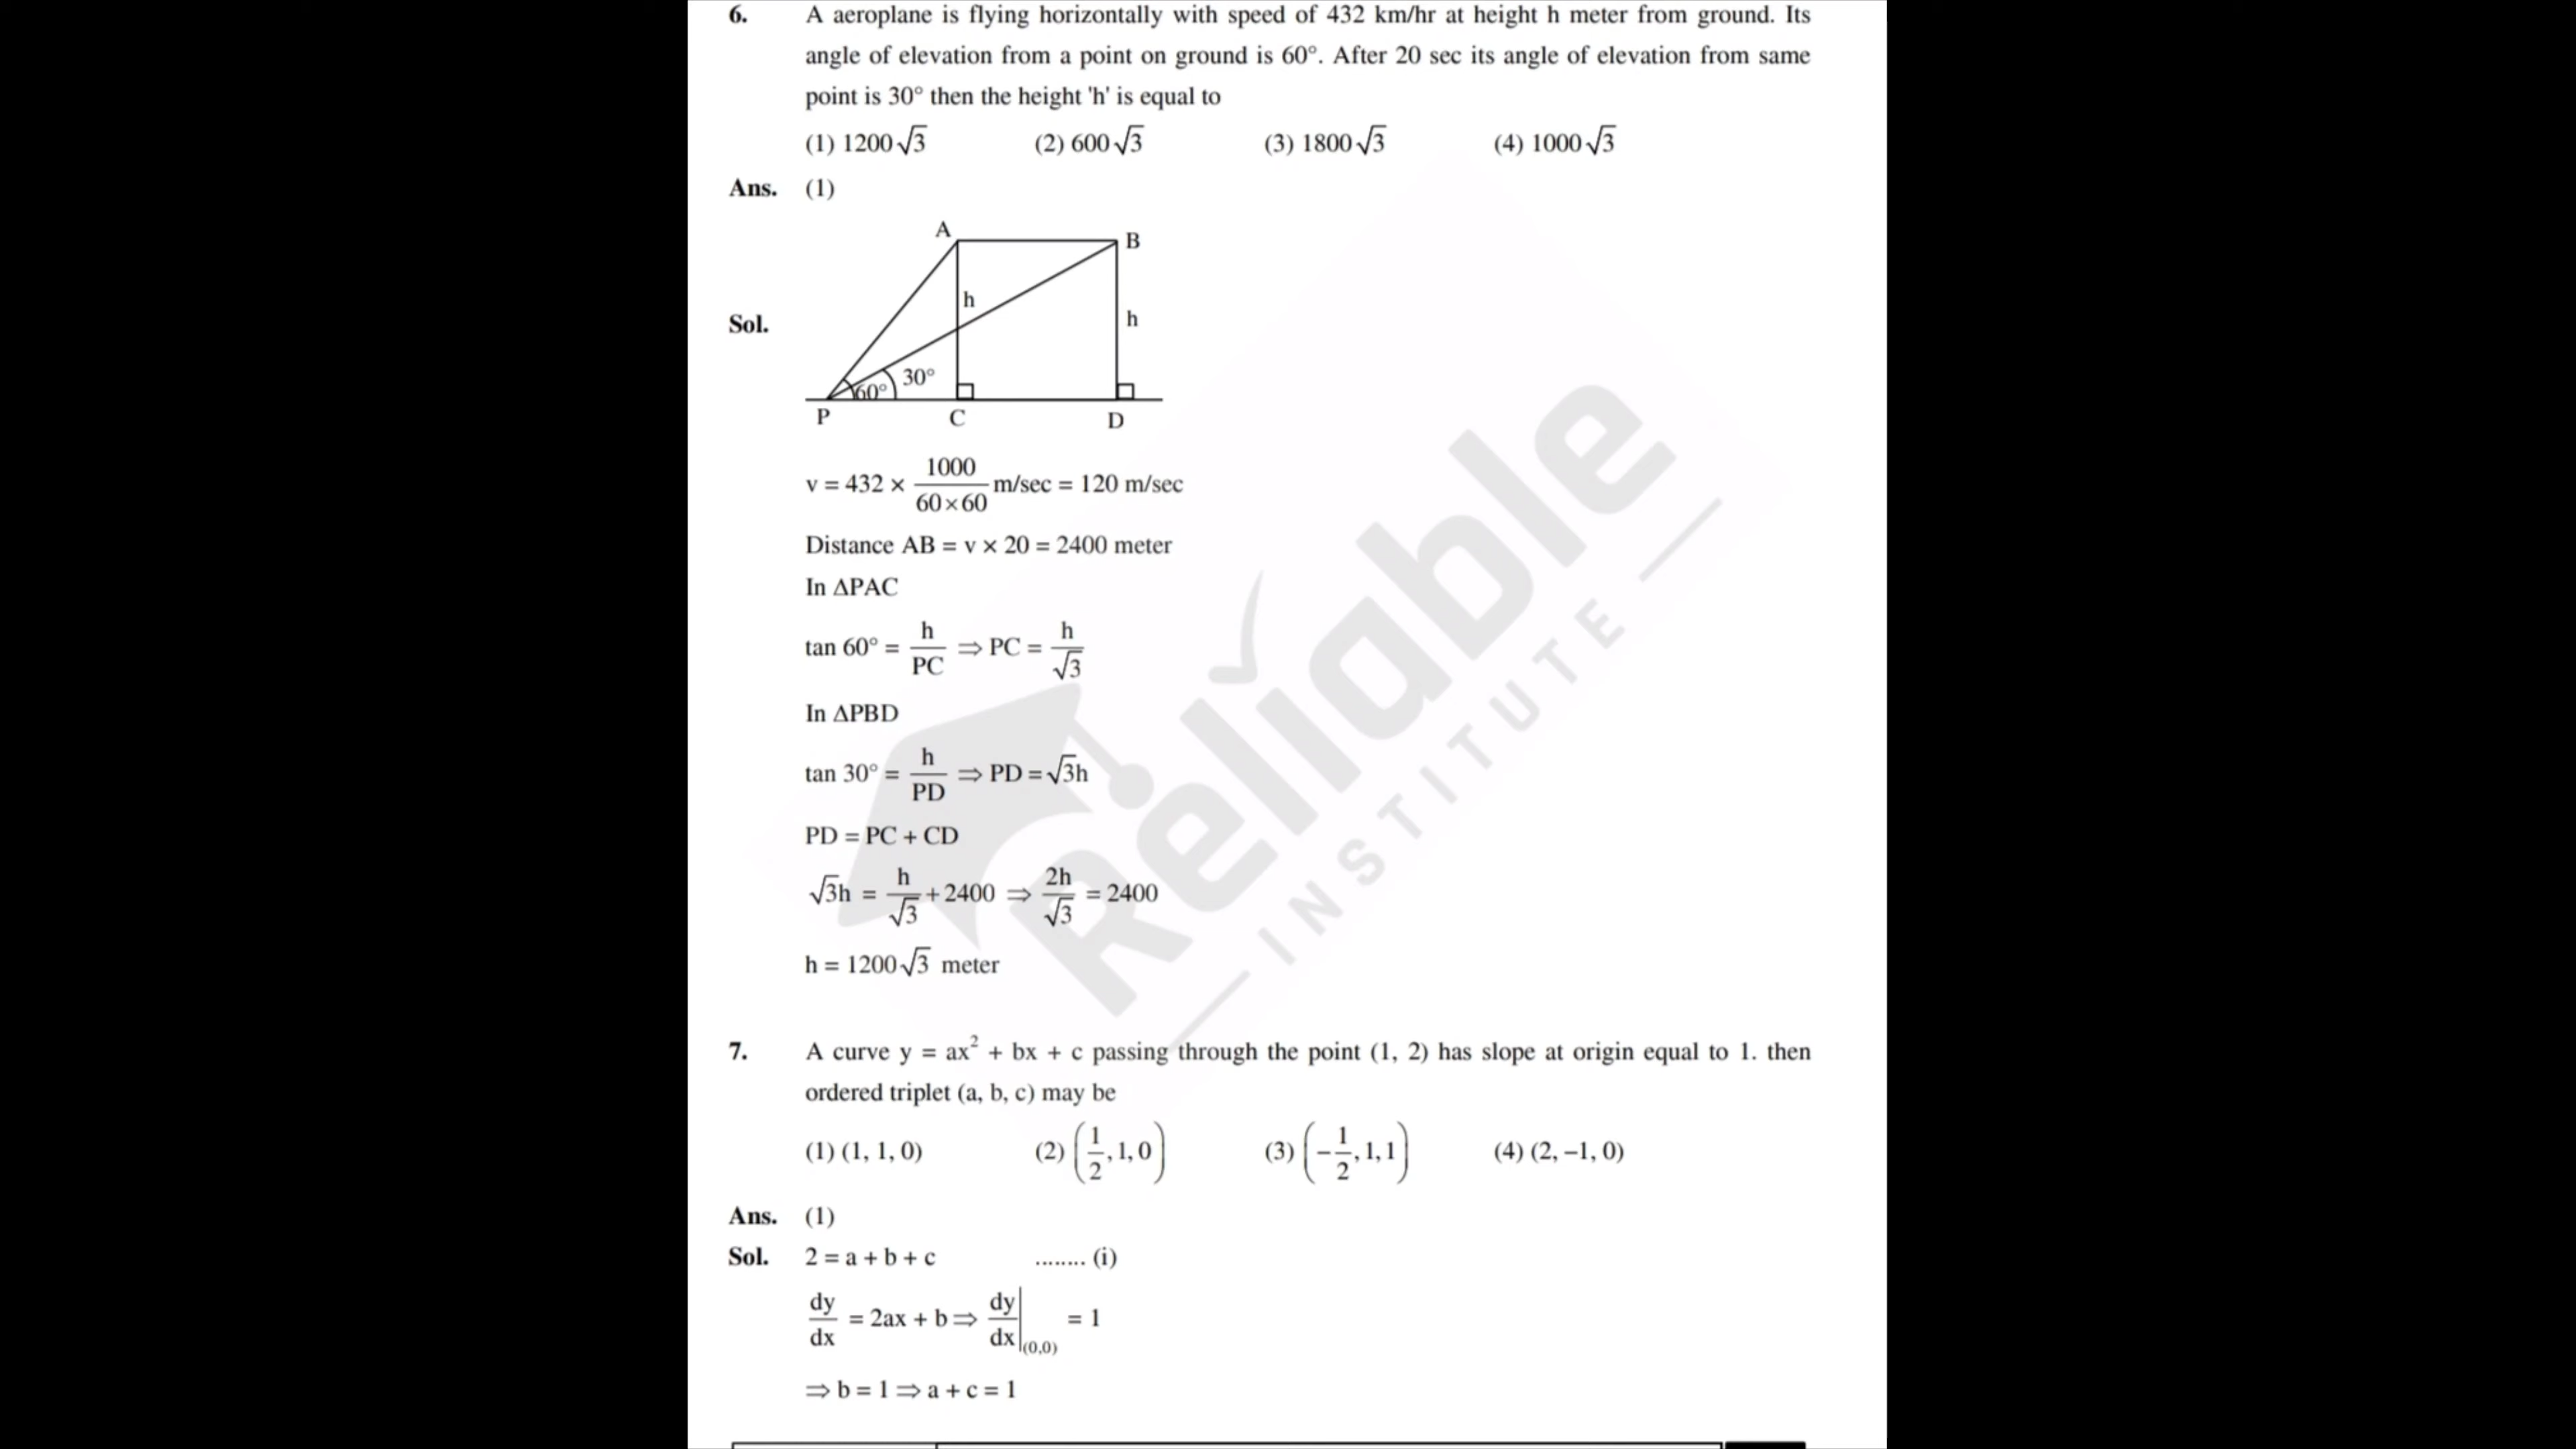 6. A aeroplane is flying horizontally with speed of 432 km/hr at height h meter from ground. Its
angle of elevation from a point on ground is 60°. After 20 sec its angle of elevation from same
point is 30° then the height 'h' is equal to
(1) 1200√3 (2) 600√3 (3) 1800√3 (4) 1000√3
Ans. (1)
A B
h
h
Sol.
60° 30°
P C D
v = 432 × 1000/(60×60) m/sec = 120 m/sec
Distance AB = v × 20 = 2400 meter
In ΔPAC
tan 60° = h/PC ⇒ PC = h/√3
In ΔPBD
tan 30° = h/PD ⇒ PD = √3h
PD = PC + CD
√3h = h/√3 + 2400 ⇒ 2h/√3 = 2400
h = 1200√3 meter
7. A curve y = ax² + bx + c passing through the point (1, 2) has slope at origin equal to 1. then
ordered triplet (a, b, c) may be
(1) (1, 1, 0) (2) (1/2, 1, 0) (3) (−1/2, 1, 1) (4) (2, –1, 0)
Ans. (1)
Sol. 2 = a + b + c ........ (i)
dy/dx = 2ax + b ⇒ dy/dx|(0,0) = 1
⇒ b = 1 ⇒ a + c = 1
Reliable
INSTITUTE